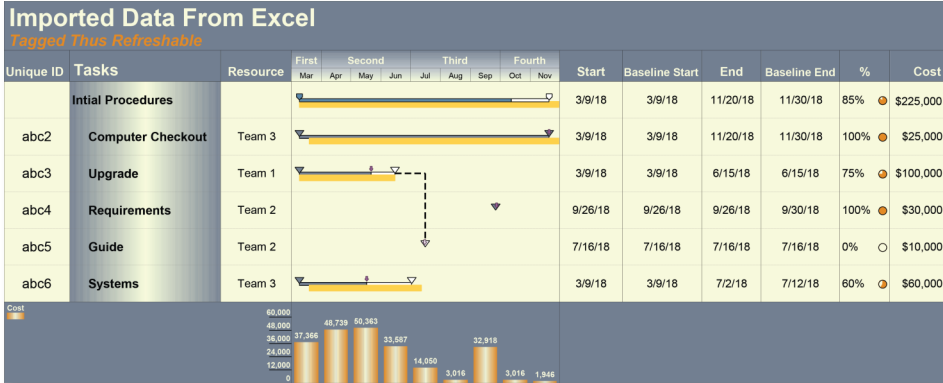 Imported Data From Excel
Tagged Thus Refreshable
First Second Third Fourth
Unique ID Tasks Resource Mar Apr May Jun Jul Aug Sep Oct Nov Start Baseline Start End Baseline End % Cost
Intial Procedures 3/9/18 3/9/18 11/20/18 11/30/18 85% $225,000
abc2 Computer Checkout Team 3 3/9/18 3/9/18 11/20/18 11/30/18 100% $25,000
abc3 Upgrade Team 1 3/9/18 3/9/18 6/15/18 6/15/18 75% $100,000
abc4 Requirements Team 2 9/26/18 9/26/18 9/26/18 9/30/18 100% $30,000
abc5 Guide Team 2 7/16/18 7/16/18 7/16/18 7/16/18 0% $10,000
abc6 Systems Team 3 3/9/18 3/9/18 7/2/18 7/12/18 60% $60,000
Cost
60,000
48,000
36,000
24,000
12,000
0
37,366 48,739 50,363 33,587 14,050 3,016 32,918 3,016 1,946